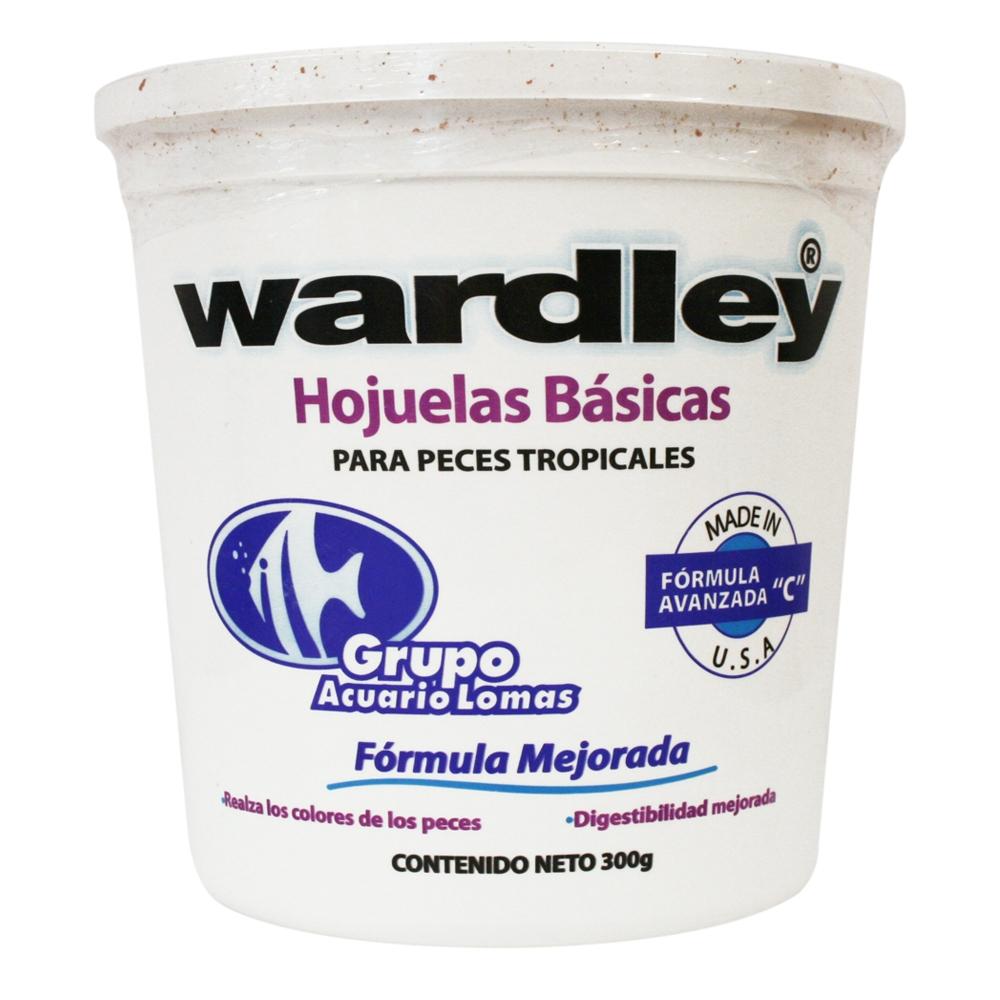 wardley®
Hojuelas Básicas
PARA PECES TROPICALES
MADE IN
FÓRMULA
AVANZADA "C"
U.S.A
Grupo
Acuario Lomas
Fórmula Mejorada
•Realza los colores de los peces
•Digestibilidad mejorada
CONTENIDO NETO 300g